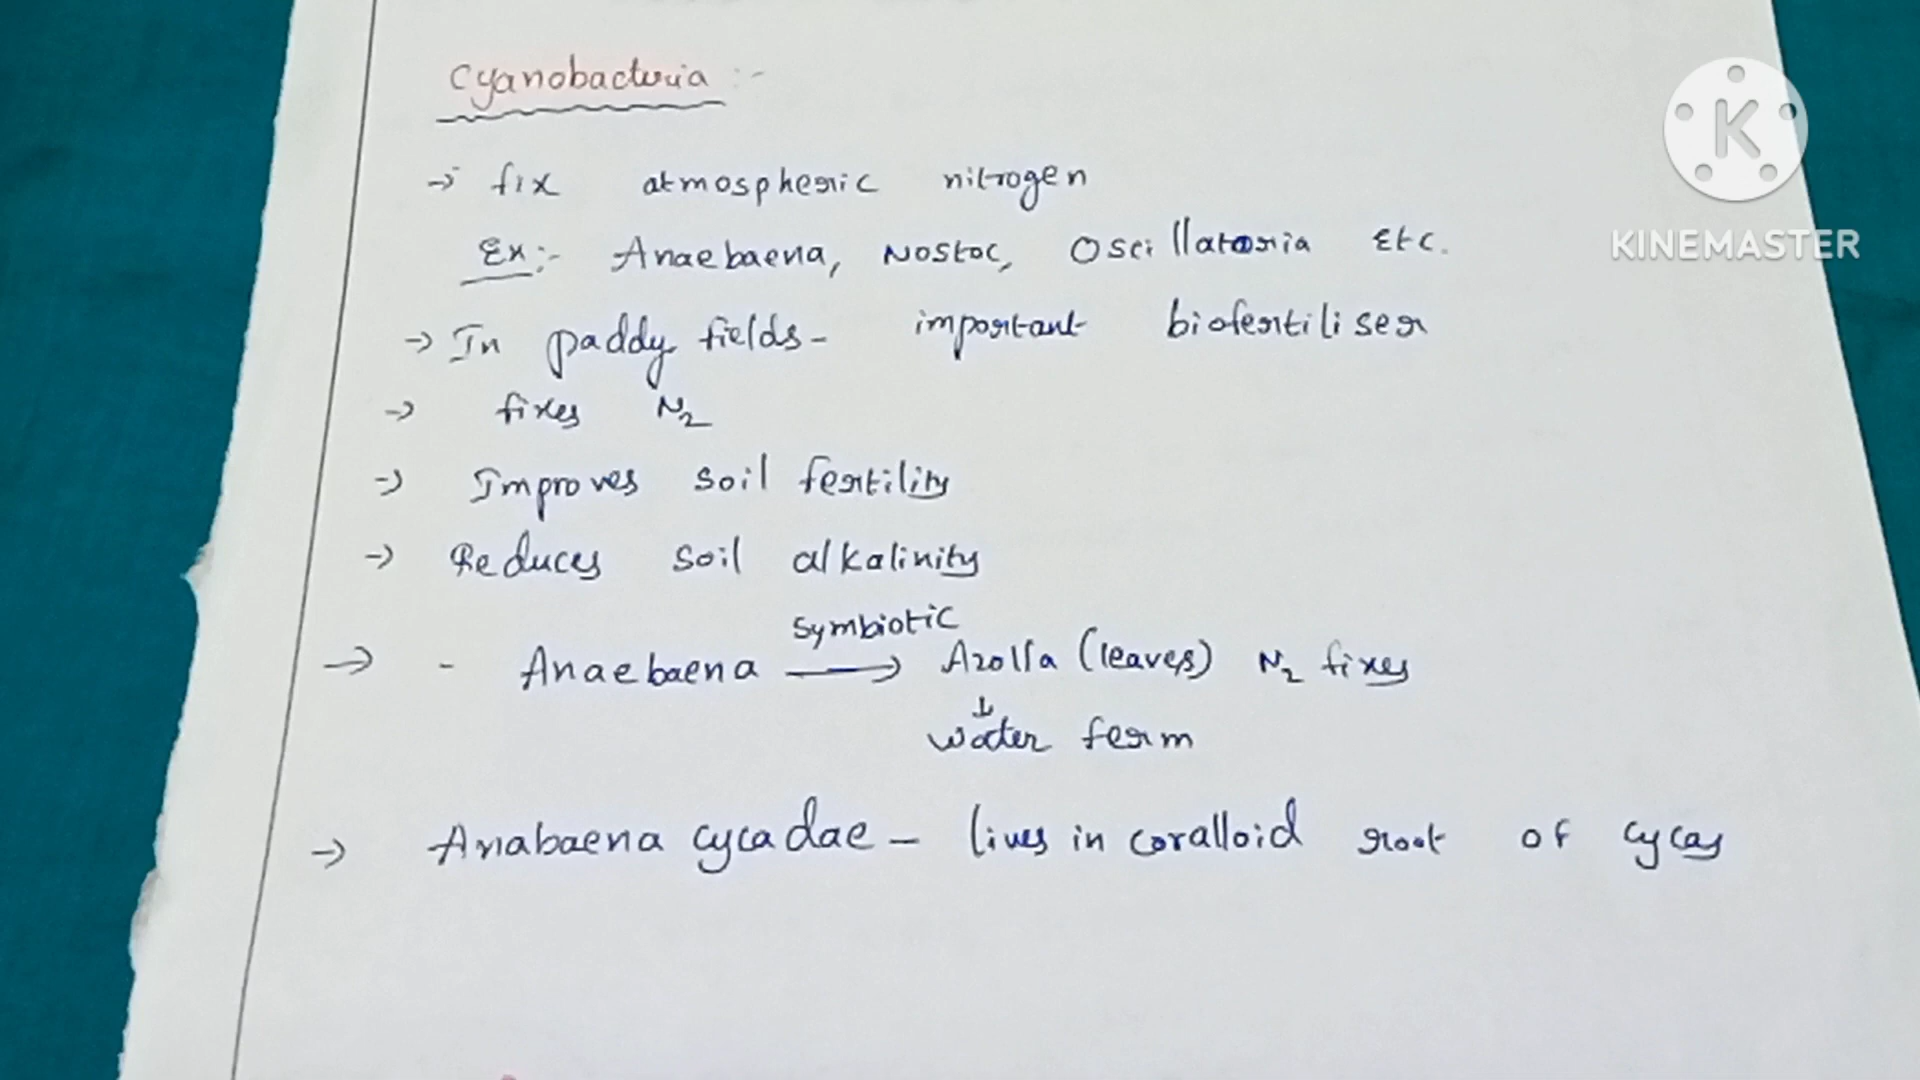 Cyanobacteria :-
→ fix atmospheric nitrogen
Ex:- Anaebaena, Nostoc, Oscillatoria Etc.
→ In paddy fields - important biofertiliser
→ fixes N2
→ Improves soil fertility
→ Reduces soil alkalinity
symbiotic
→ - Anaebaena → Azolla (leaves) N2 fixes
↓
water ferm
→ Anabaena cycadae - lives in coralloid root of cycas
K
KINEMASTER